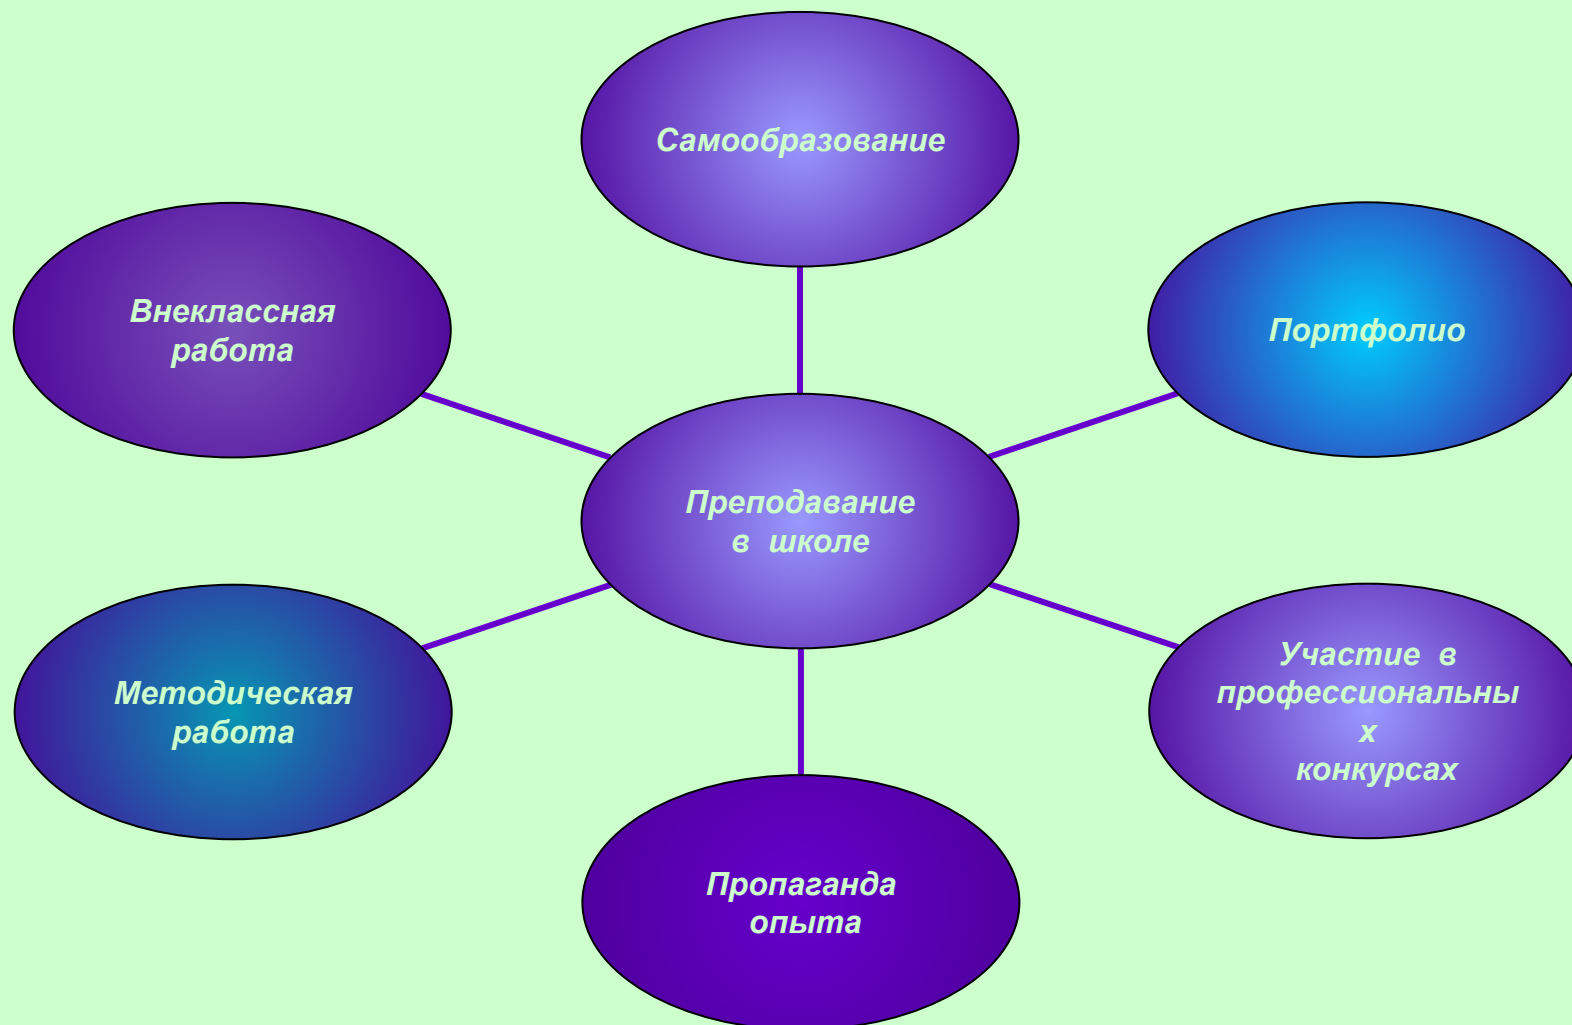 Самообразование
Внеклассная
работа
Портфолио
Преподавание
в школе
Методическая
работа
Участие в
профессиональны
х
конкурсах
Пропаганда
опыта